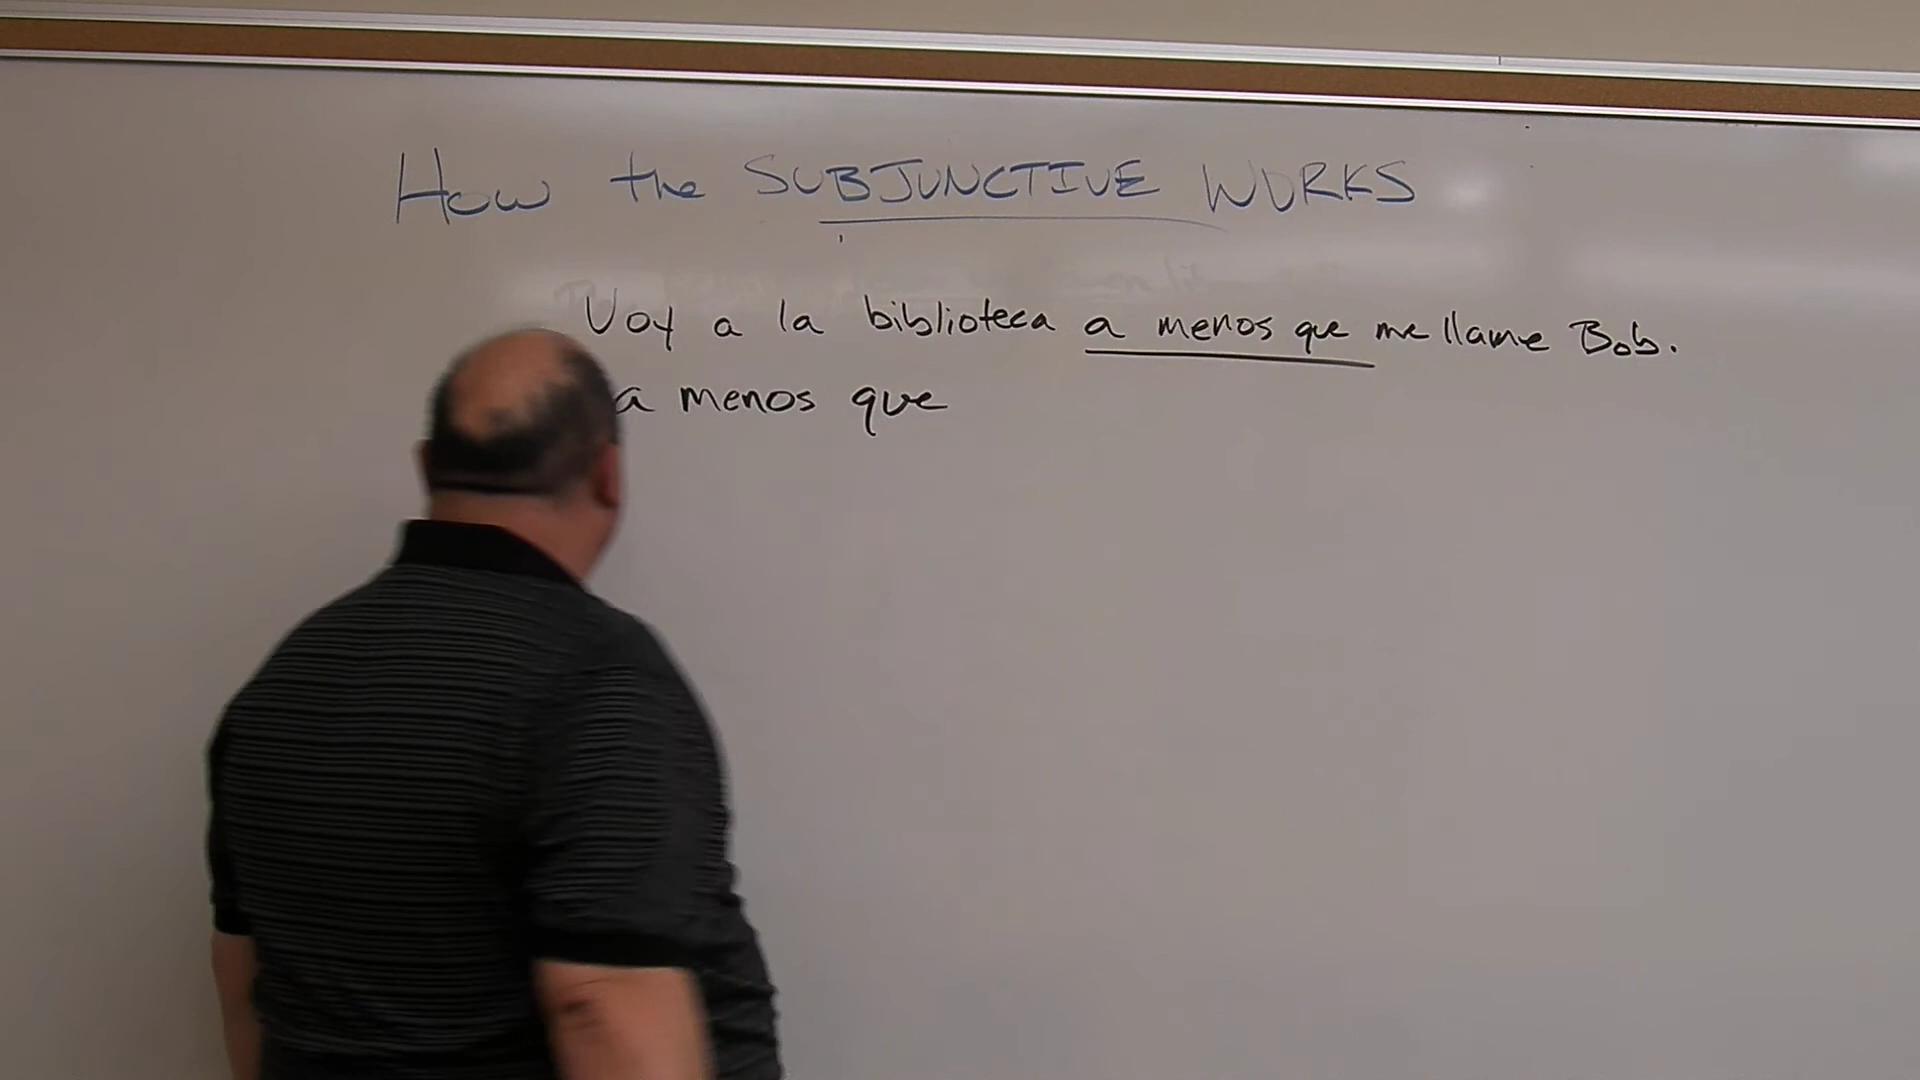 How the SUBJUNCTIVE WORKS
Voy a la biblioteca a menos que me llame Bob.
a menos que